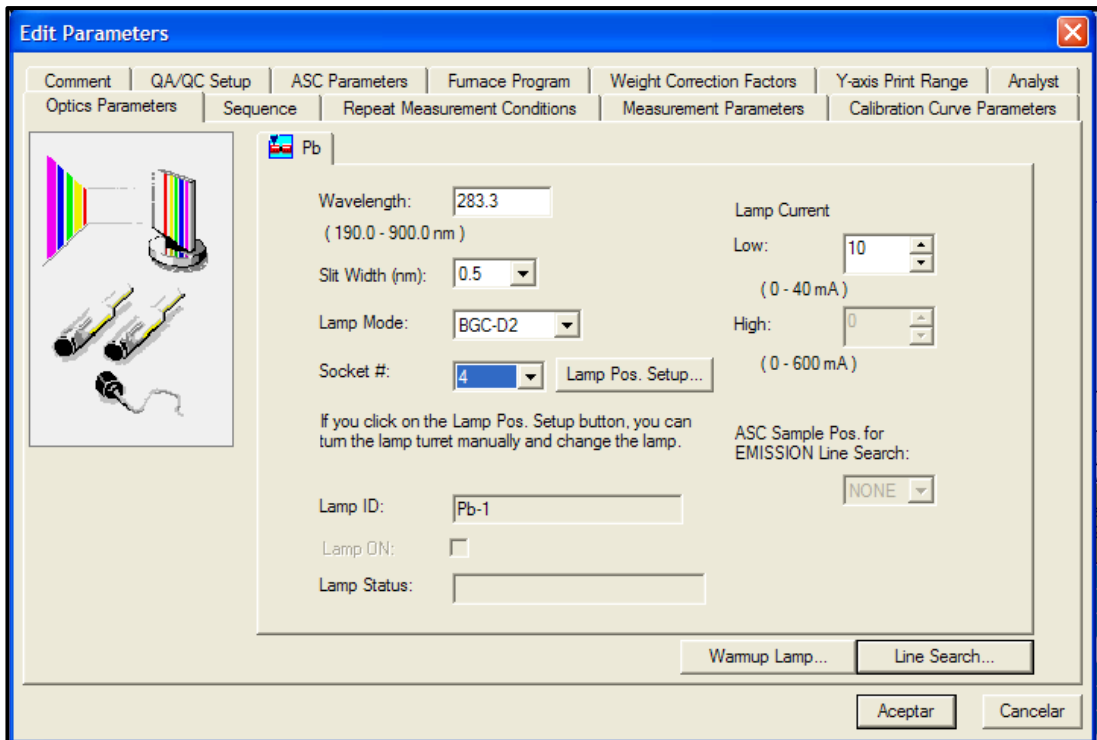 Edit Parameters
Comment QA/QC Setup ASC Parameters Furnace Program Weight Correction Factors Y-axis Print Range Analyst
Optics Parameters Sequence Repeat Measurement Conditions Measurement Parameters Calibration Curve Parameters
Pb
Wavelength: 283.3
( 190.0 - 900.0 nm )
Slit Width (nm): 0.5
Lamp Mode: BGC-D2
Socket #: 4 Lamp Pos. Setup...
If you click on the Lamp Pos. Setup button, you can
turn the lamp turret manually and change the lamp.
Lamp ID: Pb-1
Lamp ON:
Lamp Status:
Lamp Current
Low: 10
( 0 - 40 mA )
High: 0
( 0 - 600 mA )
ASC Sample Pos. for
EMISSION Line Search:
NONE
Warmup Lamp... Line Search...
Aceptar Cancelar